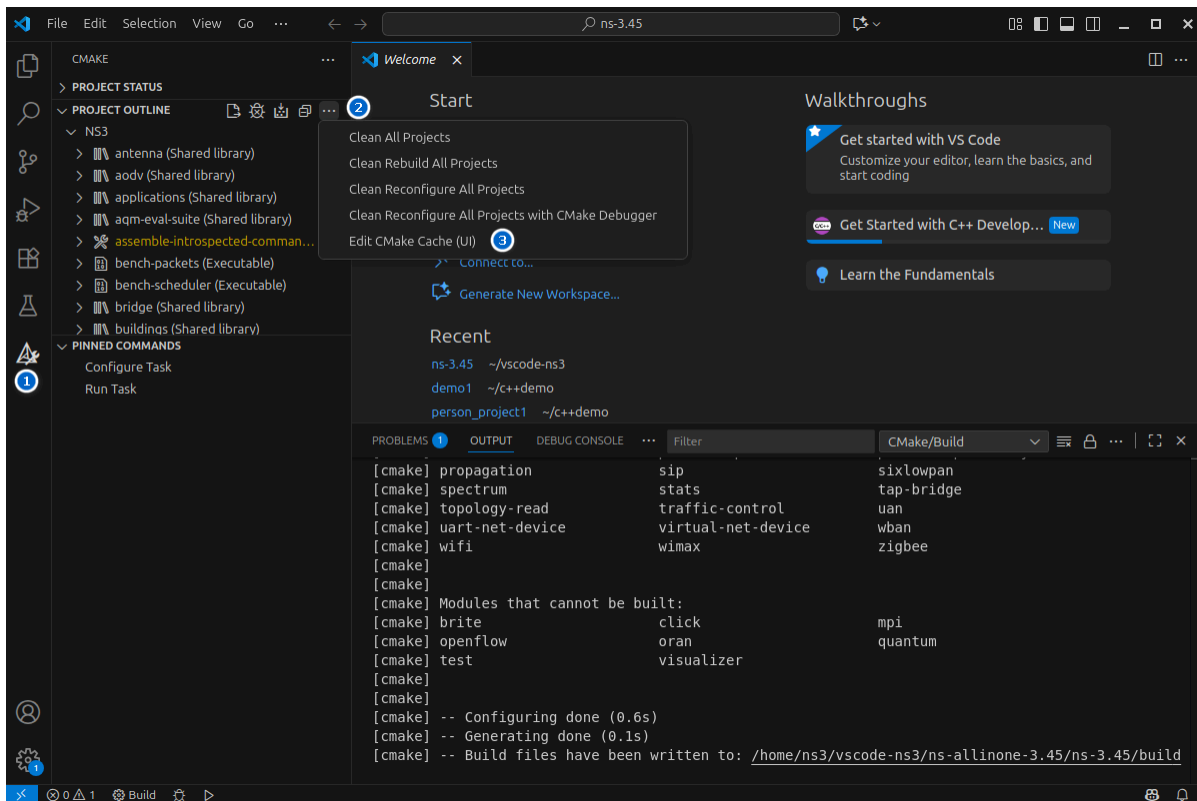 File Edit Selection View Go ··· ns-3.45
CMAKE
PROJECT STATUS
PROJECT OUTLINE 2
NS3
antenna (Shared library)
aodv (Shared library)
applications (Shared library)
aqm-eval-suite (Shared library)
assemble-introspected-comman...
bench-packets (Executable)
bench-scheduler (Executable)
bridge (Shared library)
buildings (Shared library)
PINNED COMMANDS
Configure Task
1
Run Task
Clean All Projects
Clean Rebuild All Projects
Clean Reconfigure All Projects
Clean Reconfigure All Projects with CMake Debugger
Edit CMake Cache (UI) 3
Welcome
Start
Connect to...
Generate New Workspace...
Recent
ns-3.45 ~/vscode-ns3
demo1 ~/c++demo
person_project1 ~/c++demo
Walkthroughs
Get started with VS Code
Customize your editor, learn the basics, and
start coding
C/C++ Get Started with C++ Develop... New
Learn the Fundamentals
PROBLEMS 1 OUTPUT DEBUG CONSOLE ··· Filter CMake/Build
[cmake] propagation sip sixlowpan
[cmake] spectrum stats tap-bridge
[cmake] topology-read traffic-control uan
[cmake] uart-net-device virtual-net-device wban
[cmake] wifi wimax zigbee
[cmake]
[cmake]
[cmake] Modules that cannot be built:
[cmake] brite click mpi
[cmake] openflow oran quantum
[cmake] test visualizer
[cmake]
[cmake]
[cmake] -- Configuring done (0.6s)
[cmake] -- Generating done (0.1s)
[cmake] -- Build files have been written to: /home/ns3/vscode-ns3/ns-allinone-3.45/ns-3.45/build
1
0 1 Build